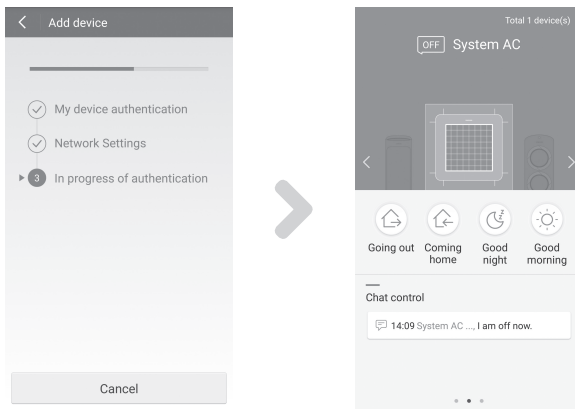 Add device
My device authentication
Network Settings
3 In progress of authentication
Cancel
Total 1 device(s)
OFF System AC
Going out
Coming home
Good night
Good morning
Chat control
14:09 System AC ..., I am off now.